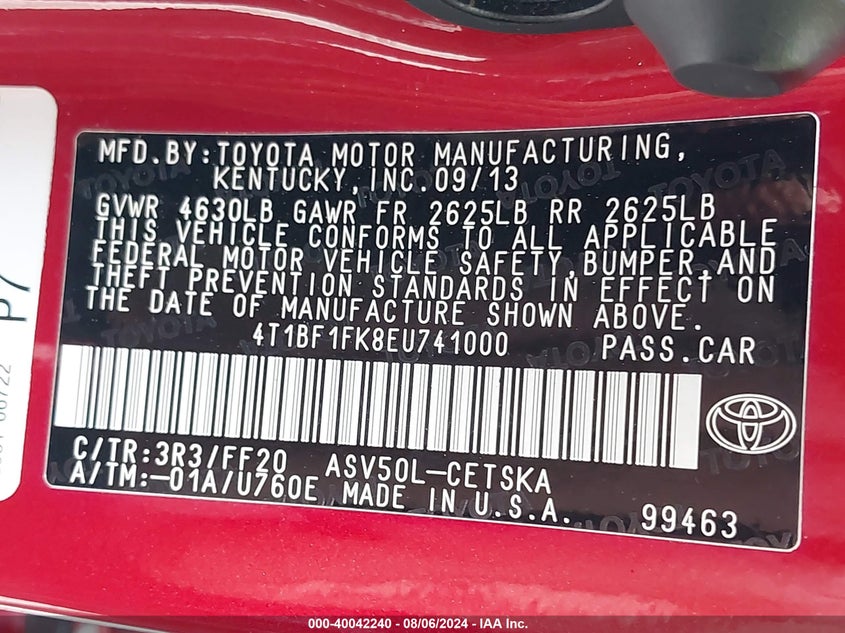 MFD.BY:TOYOTA MOTOR MANUFACTURING,
KENTUCKY,INC.09/13
GVWR 4630LB GAWR FR 2625LB RR 2625LB
THIS VEHICLE CONFORMS TO ALL APPLICABLE
FEDERAL MOTOR VEHICLE SAFETY,BUMPER,AND
THEFT PREVENTION STANDARDS IN EFFECT ON
THE DATE OF MANUFACTURE SHOWN ABOVE.
4T1BF1FK8EU741000 PASS.CAR
C/TR:3R3/FF20 ASV50L-CETSKA
A/TM:-01A/U760E MADE IN U.S.A. 99463
P7
000-40042240 - 08/06/2024 - IAA Inc.